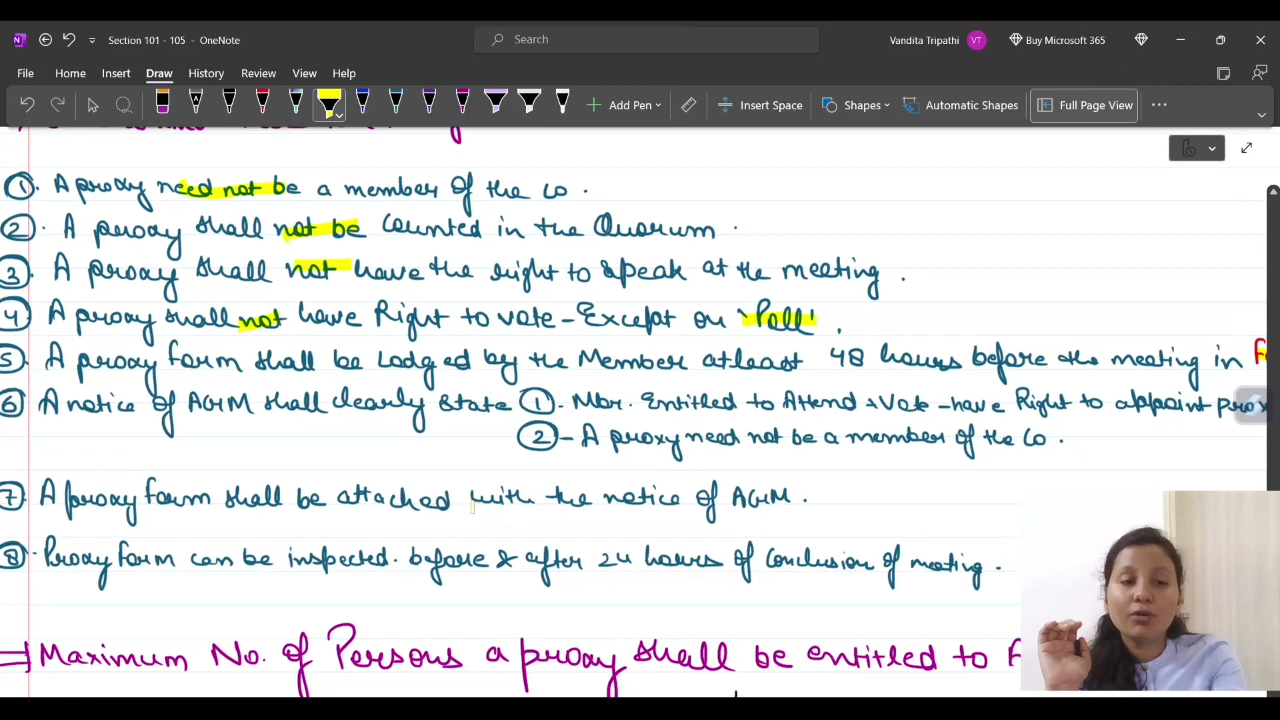 Section 101 - 105 - OneNote
Search
Vandita Tripathi VT
Buy Microsoft 365
File Home Insert Draw History Review View Help
Add Pen
Insert Space
Shapes
Automatic Shapes
Full Page View
① A proxy need not be a member of the co.
② A proxy shall not be counted in the Quorum.
③ A proxy shall not have the right to speak at the meeting.
④ A proxy shall not have Right to vote - Except on 'Poll'.
⑤ A proxy form shall be Lodged by the Member atleast 48 hours before the meeting in
⑥ A notice of AGM shall clearly state ① - Mbr. Entitled to Attend & Vote - have Right to appoint
② - A proxy need not be a member of the co.
⑦ A proxy form shall be attached with the notice of AGM.
⑧ Proxy form can be inspected. before & after 24 hours of conclusion of meeting.
Maximum No. of Persons a proxy shall be entitled to